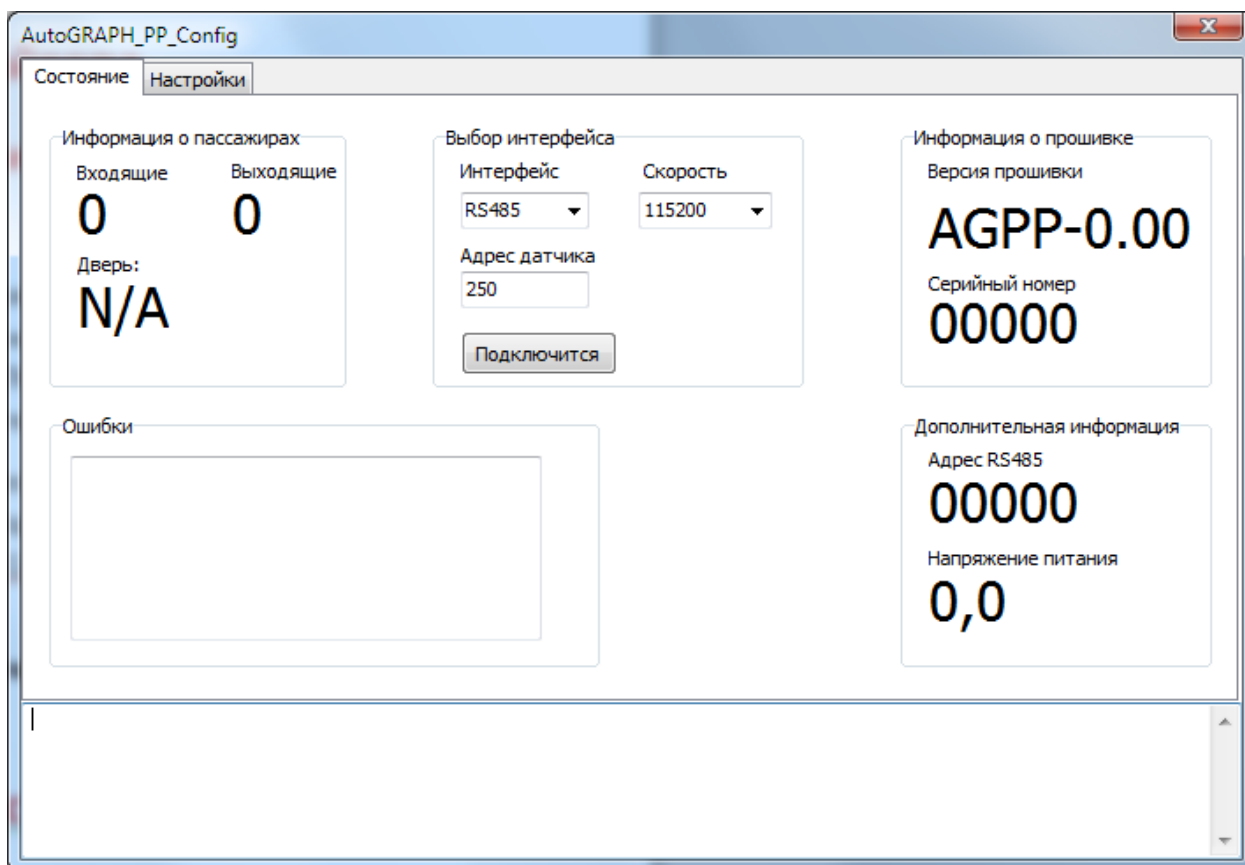 AutoGRAPH_PP_Config
Состояние Настройки
Информация о пассажирах
Входящие Выходящие
0 0
Дверь:
N/A
Выбор интерфейса
Интерфейс Скорость
RS485 115200
Адрес датчика
250
Подключится
Информация о прошивке
Версия прошивки
AGPP-0.00
Серийный номер
00000
Ошибки
Дополнительная информация
Адрес RS485
00000
Напряжение питания
0,0